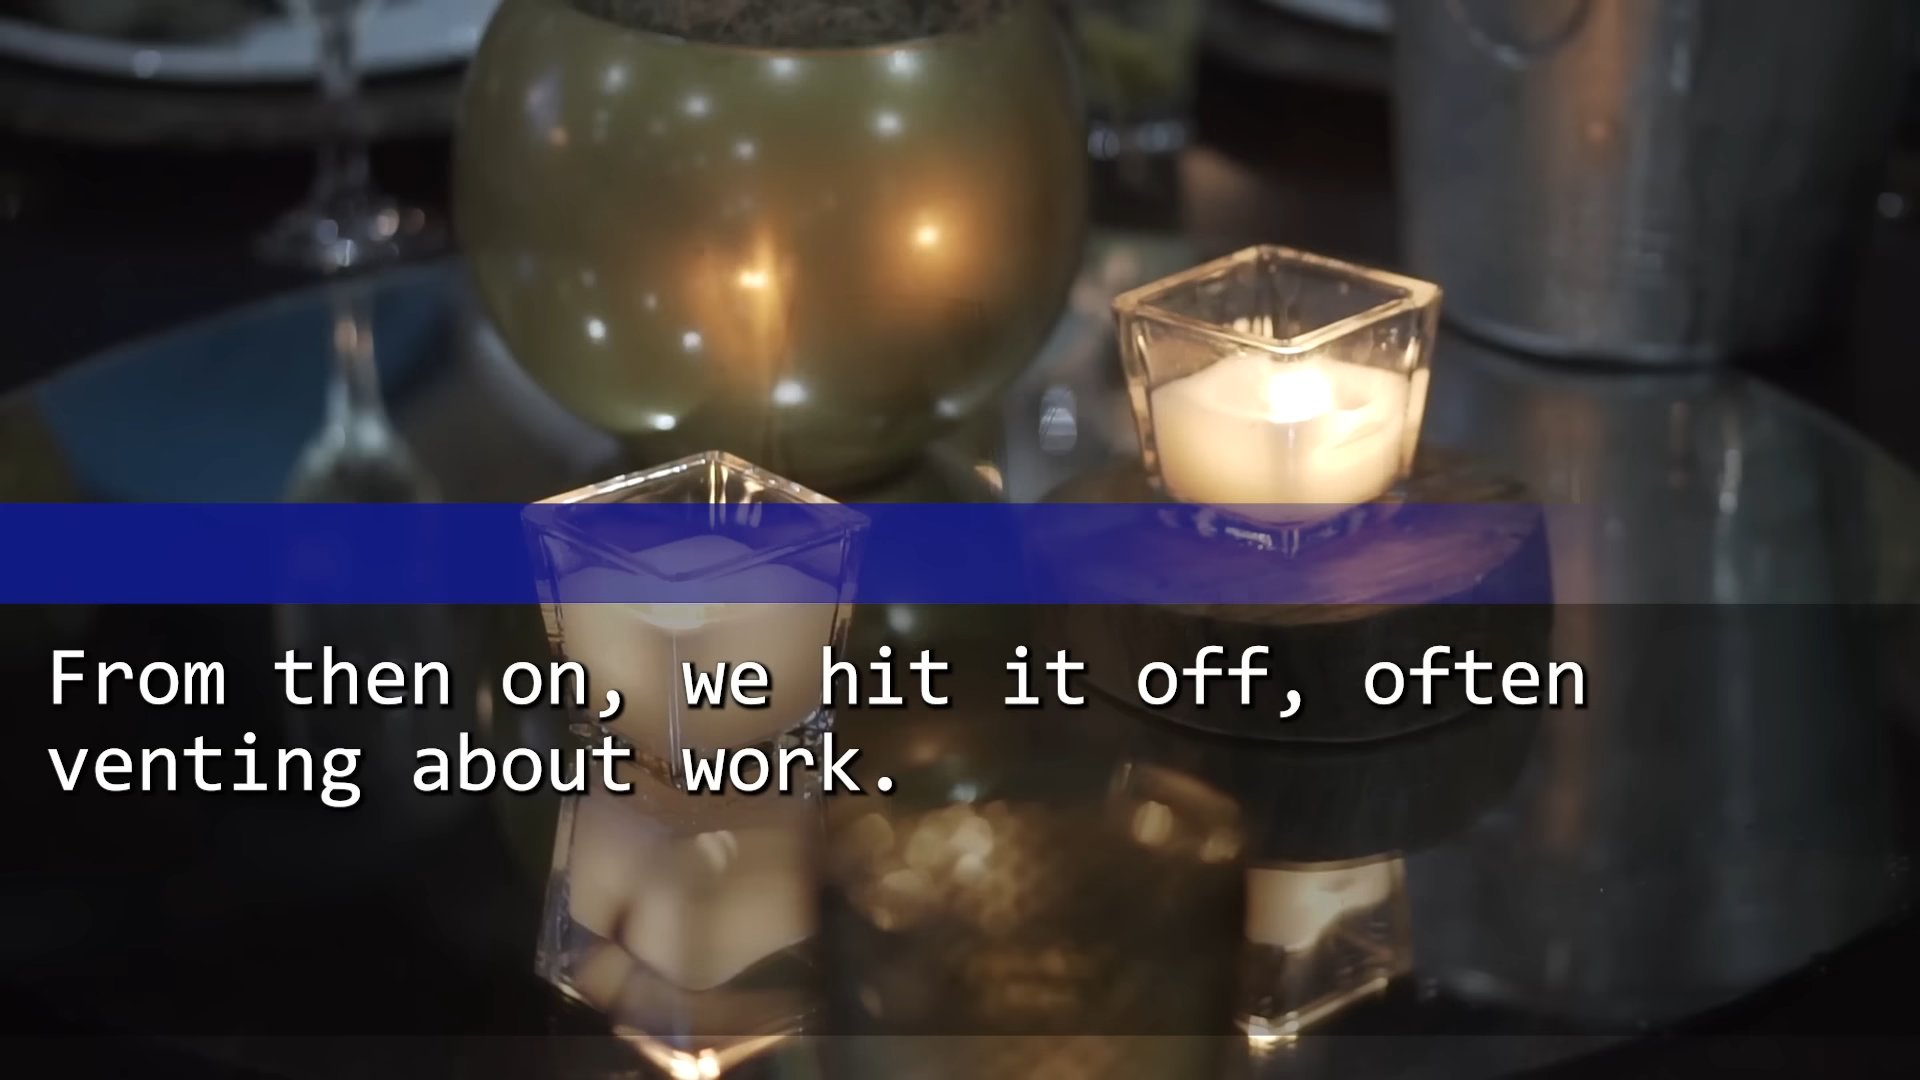 From then on, we hit it off, often
venting about work.